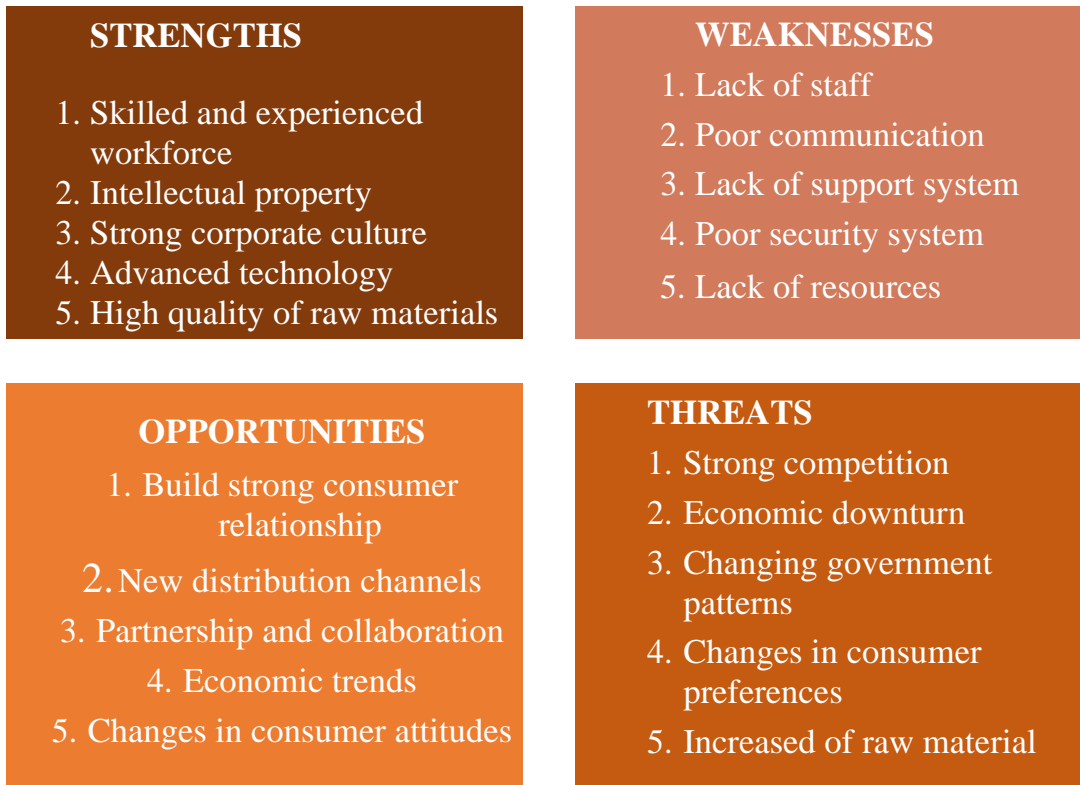 STRENGTHS
1. Skilled and experienced
workforce
2. Intellectual property
3. Strong corporate culture
4. Advanced technology
5. High quality of raw materials
WEAKNESSES
1. Lack of staff
2. Poor communication
3. Lack of support system
4. Poor security system
5. Lack of resources
OPPORTUNITIES
1. Build strong consumer
relationship
2. New distribution channels
3. Partnership and collaboration
4. Economic trends
5. Changes in consumer attitudes
THREATS
1. Strong competition
2. Economic downturn
3. Changing government
patterns
4. Changes in consumer
preferences
5. Increased of raw material